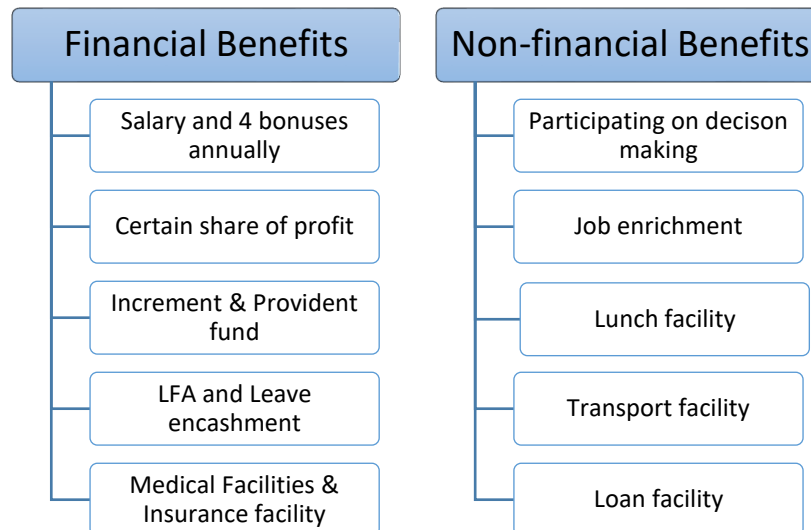 Financial Benefits
Salary and 4 bonuses
annually
Certain share of profit
Increment & Provident
fund
LFA and Leave
encashment
Medical Facilities &
Insurance facility
Non-financial Benefits
Participating on decison
making
Job enrichment
Lunch facility
Transport facility
Loan facility